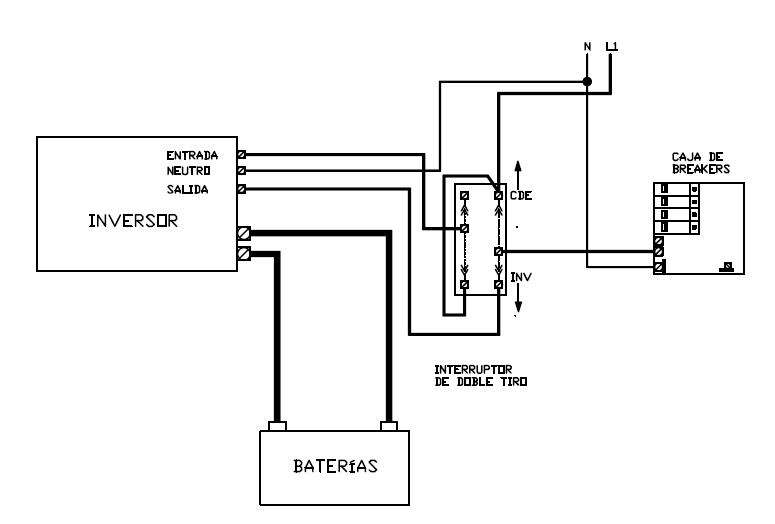 N L1
ENTRADA
NEUTRO
SALIDA
INVERSOR
CAJA DE
BREAKERS
CDE
INV
INTERRUPTOR
DE DOBLE TIRO
BATERÍAS